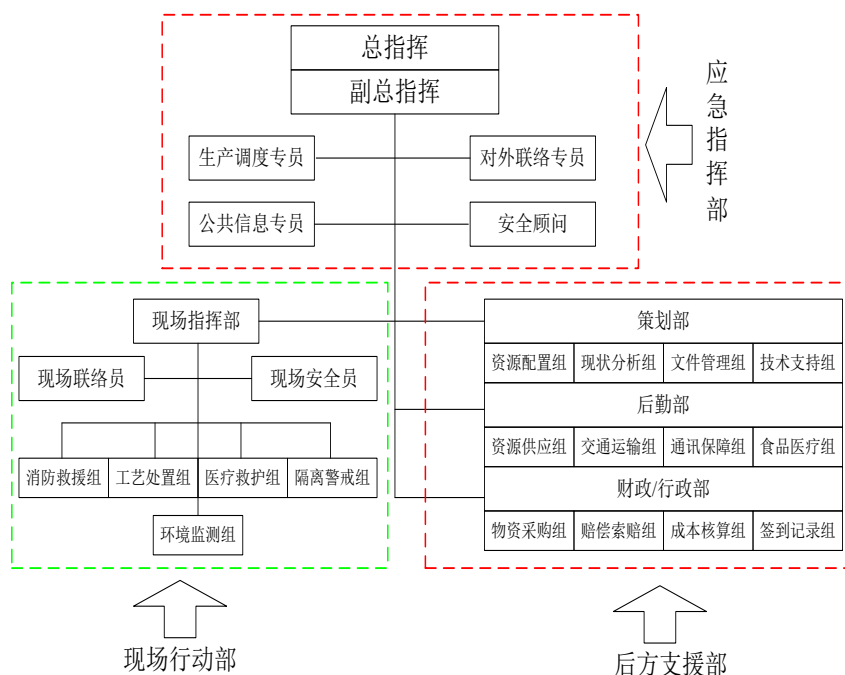 总指挥
副总指挥
生产调度专员
对外联络专员
公共信息专员
安全顾问
应急指挥部
现场指挥部
现场联络员
现场安全员
消防救援组
工艺处置组
医疗救护组
隔离警戒组
环境监测组
现场行动部
策划部
资源配置组
现状分析组
文件管理组
技术支持组
后勤部
资源供应组
交通运输组
通讯保障组
食品医疗组
财政/行政部
物资采购组
赔偿索赔组
成本核算组
签到记录组
后方支援部